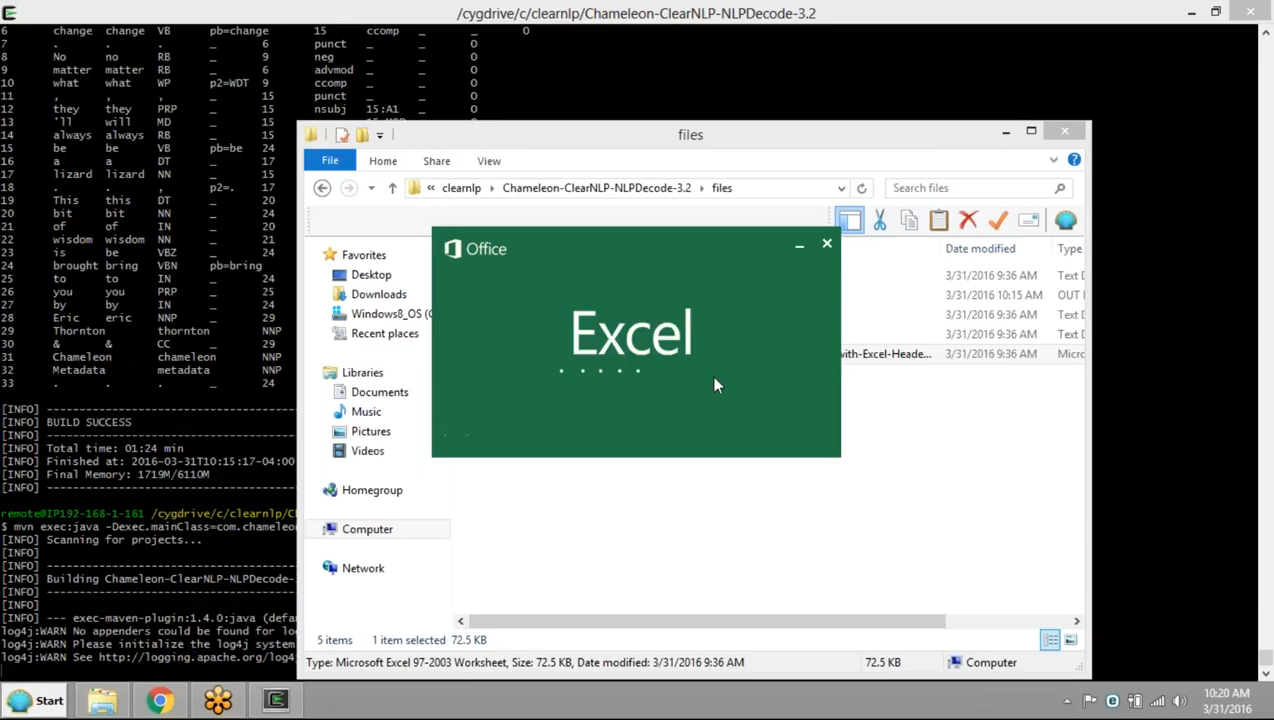 /cygdrive/c/clearnlp/Chameleon-ClearNLP-NLPDecode-3.2
6 change change VB pb=change 15 ccomp _ _ 0
7 . . . _ 6 punct _ 0
8 No no RB _ 9 neg _ 0
9 matter matter RB _ 6 advmod _ 0
10 what what WP p2=WDT 9 ccomp _ 0
11 , , , _ 15 punct _ 0
12 they they PRP _ 15 nsubj 15:A1 _ 0
13 'll will MD _ 15
14 always always RB _ 15
15 be be VB pb=be 24
16 a a DT _ 17
17 lizard lizard NN _ 15
18 . . , p2=. 17
19 This this DT _ 20
20 bit bit NN _ 24
21 of of IN _ 20
22 wisdom wisdom NN _ 21
23 is be VBZ _ 24
24 brought bring VBN pb=bring
25 to to IN _ 24
26 you you PRP _ 25
27 by by IN _ 24
28 Eric eric NNP _ 28
29 Thornton thornton NNP
30 & & CC _ 29
31 Chameleon chameleon NNP
32 Metadata metadata NNP
33 . . . _ 24
[INFO] ------------------------------------
[INFO] BUILD SUCCESS
[INFO] ------------------------------------
[INFO] Total time: 01:24 min
[INFO] Finished at: 2016-03-31T10:15:17-04:00
[INFO] Final Memory: 1719M/6110M
[INFO] ------------------------------------
remote@IP192-168-1-161 /cygdrive/c/clearnlp/C
$ mvn exec:java -Dexec.mainClass=com.chameleon
[INFO] Scanning for projects...
[INFO]
[INFO] ------------------------------------
[INFO] Building Chameleon-ClearNLP-NLPDecode-3
[INFO] ------------------------------------
[INFO]
[INFO] --- exec-maven-plugin:1.4.0:java (defa
log4j:WARN No appenders could be found for lo
log4j:WARN Please initialize the log4j system
log4j:WARN See http://logging.apache.org/log4
files
File Home Share View
« clearnlp Chameleon-ClearNLP-NLPDecode-3.2 files
Search files
Favorites
Desktop
Downloads
Windows8_OS (C
Recent places
Libraries
Documents
Music
Pictures
Videos
Homegroup
Computer
Network
Office
Excel
Date modified Type
3/31/2016 9:36 AM Text D
3/31/2016 10:15 AM OUT
3/31/2016 9:36 AM Text D
3/31/2016 9:36 AM Text D
with-Excel-Heade... 3/31/2016 9:36 AM Micro
5 items 1 item selected 72.5 KB
Type: Microsoft Excel 97-2003 Worksheet, Size: 72.5 KB, Date modified: 3/31/2016 9:36 AM 72.5 KB Computer
Start
10:20 AM
3/31/2016